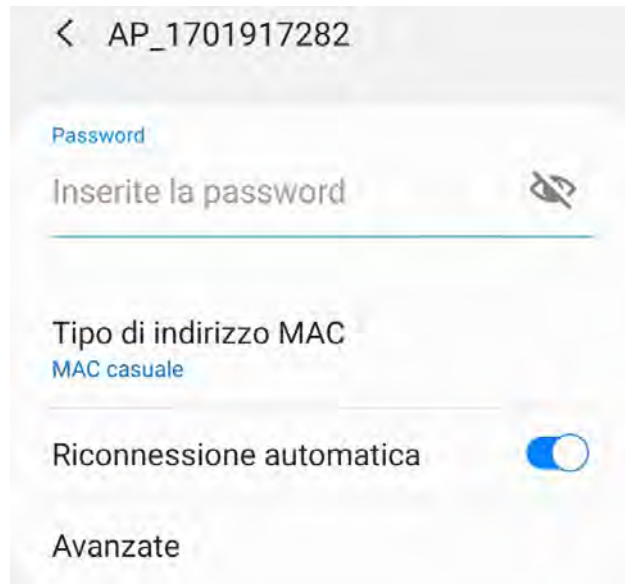 AP_1701917282
Password
Inserite la password
Tipo di indirizzo MAC
MAC casuale
Riconnessione automatica
Avanzate